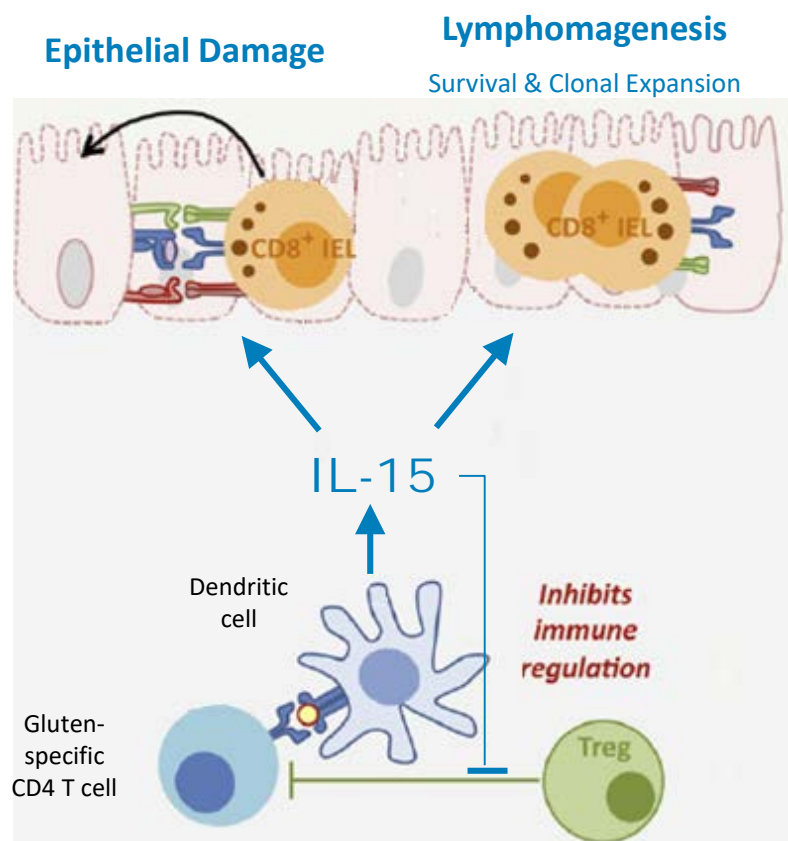 Epithelial Damage
Lymphomagenesis
Survival & Clonal Expansion
CD8+ IEL
CD8+ IEL
IL-15
Dendritic
cell
Inhibits
immune
regulation
Gluten-
specific
CD4 T cell
Treg